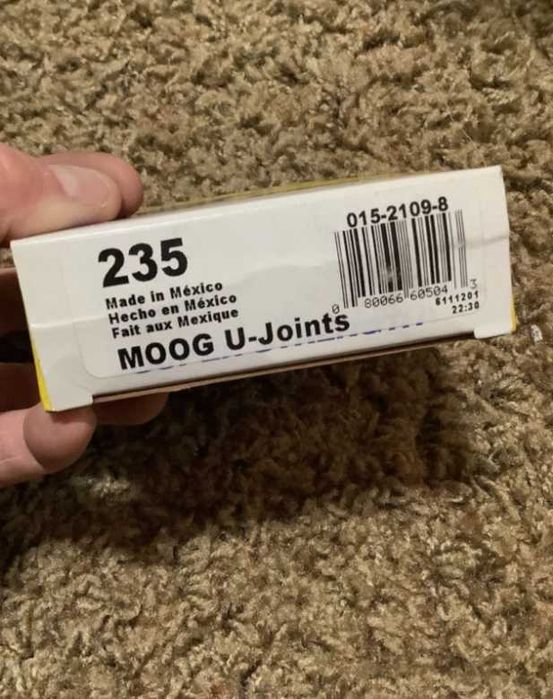 015-2109-8
235
Made in México
Hecho en México
Fait aux Mexique
0 80066 60504 3
6111201
22:30
MOOG U-Joints